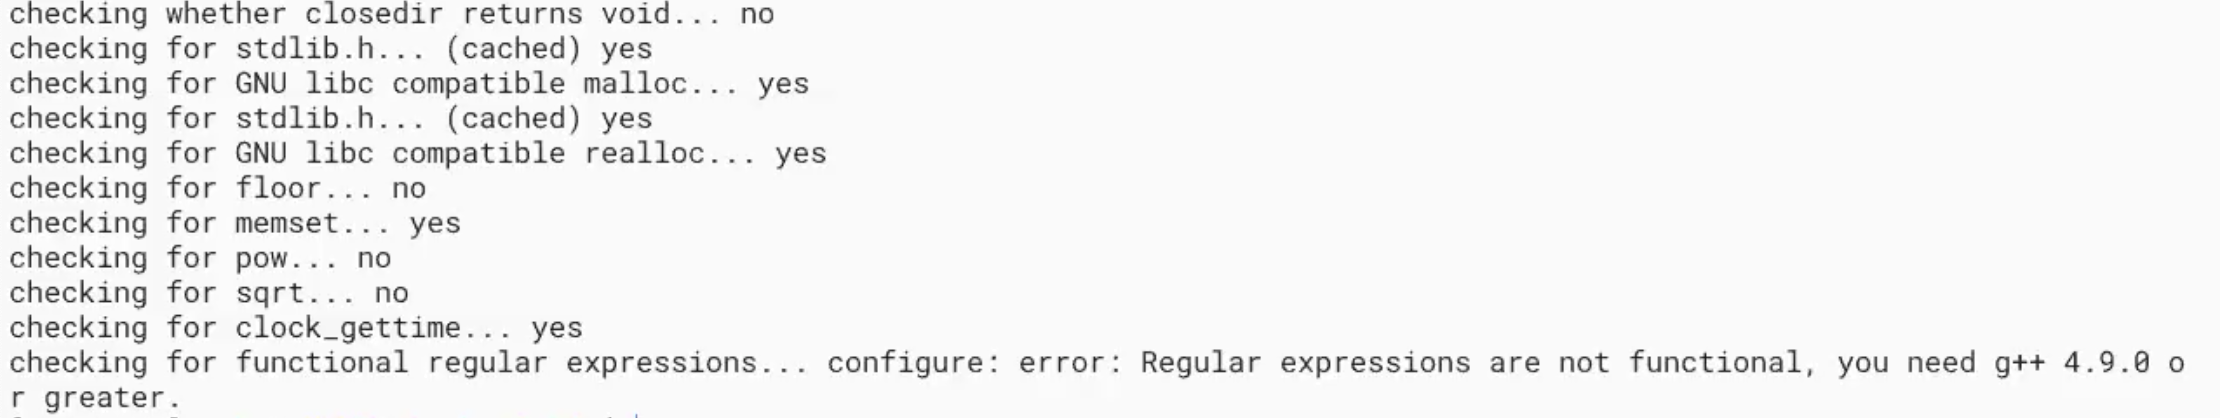 checking whether closedir returns void... no
checking for stdlib.h... (cached) yes
checking for GNU libc compatible malloc... yes
checking for stdlib.h... (cached) yes
checking for GNU libc compatible realloc... yes
checking for floor... no
checking for memset... yes
checking for pow... no
checking for sqrt... no
checking for clock_gettime... yes
checking for functional regular expressions... configure: error: Regular expressions are not functional, you need g++ 4.9.0 o
r greater.